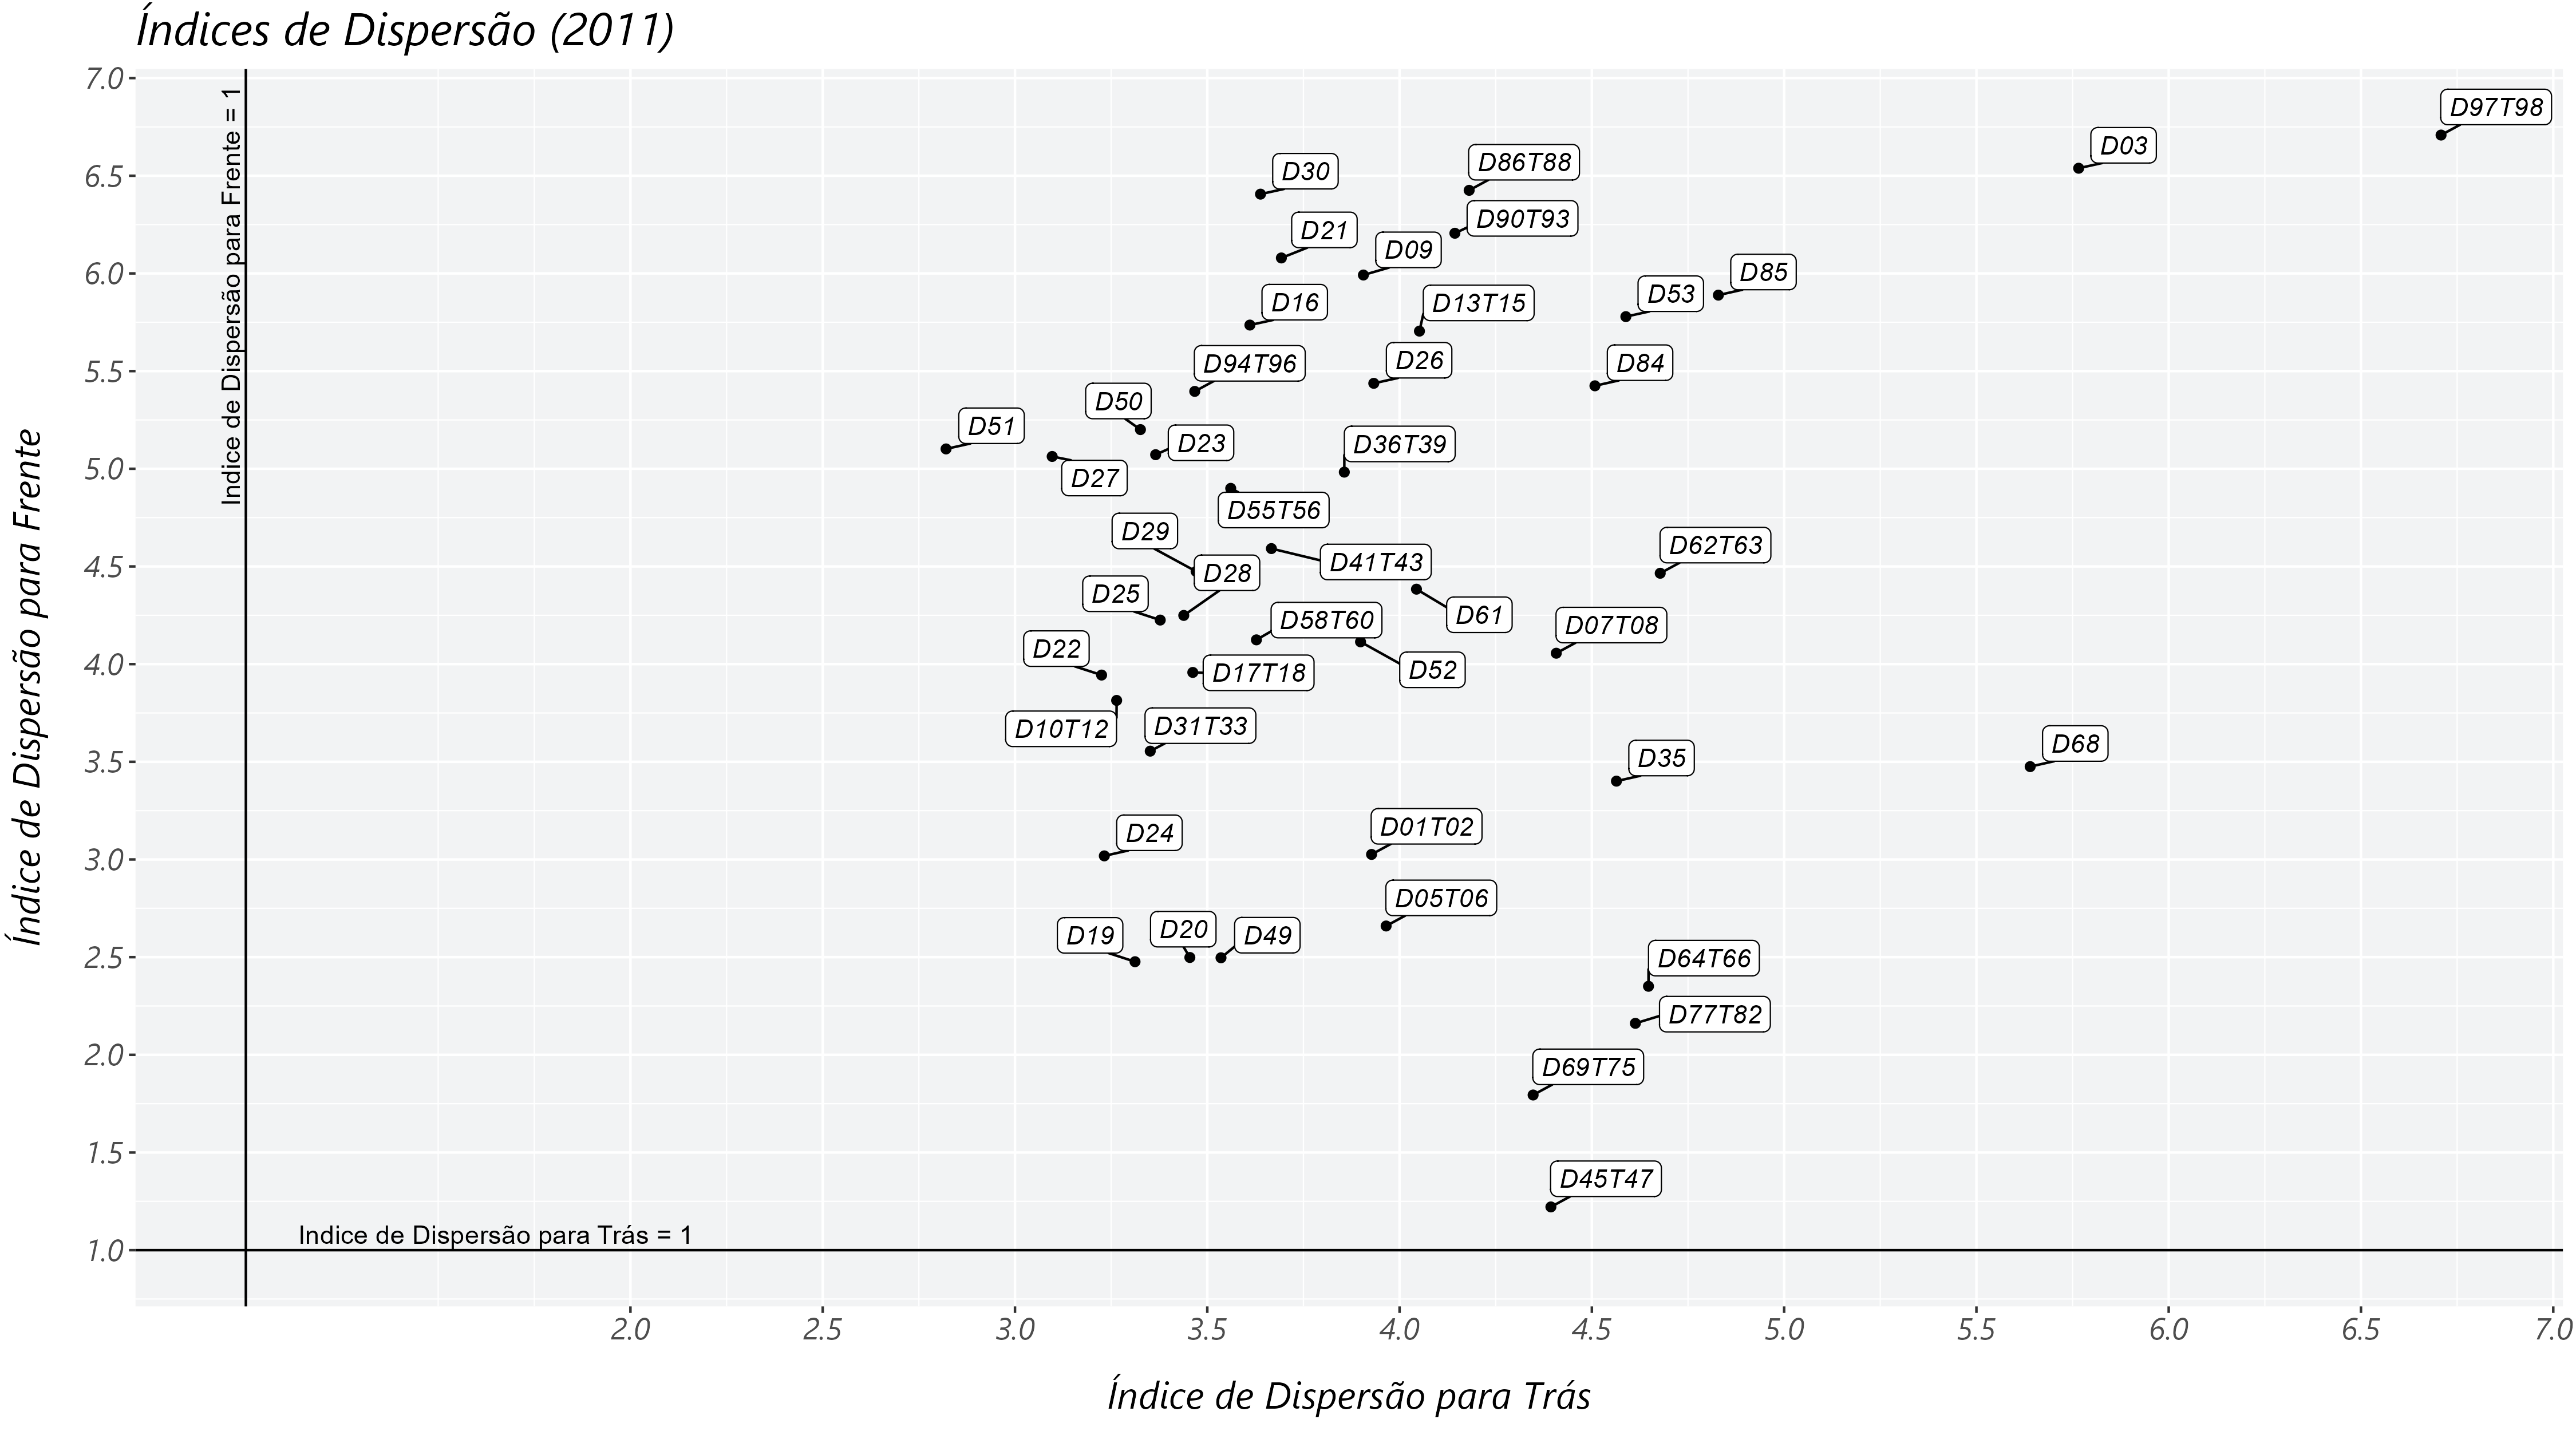 Índices de Dispersão (2011)
Índice de Dispersão para Frente
7.0
6.5
6.0
5.5
5.0
4.5
4.0
3.5
3.0
2.5
2.0
1.5
1.0
Indice de Dispersão para Frente = 1
Indice de Dispersão para Trás = 1
D97T98
D03
D86T88
D30
D90T93
D21
D09
D85
D53
D16
D13T15
D26
D84
D94T96
D50
D51
D23
D36T39
D27
D55T56
D29
D62T63
D41T43
D28
D25
D61
D58T60
D07T08
D22
D52
D17T18
D10T12
D31T33
D68
D35
D24
D01T02
D05T06
D19
D20
D49
D64T66
D77T82
D69T75
D45T47
2.0
2.5
3.0
3.5
4.0
4.5
5.0
5.5
6.0
6.5
7.0
Índice de Dispersão para Trás